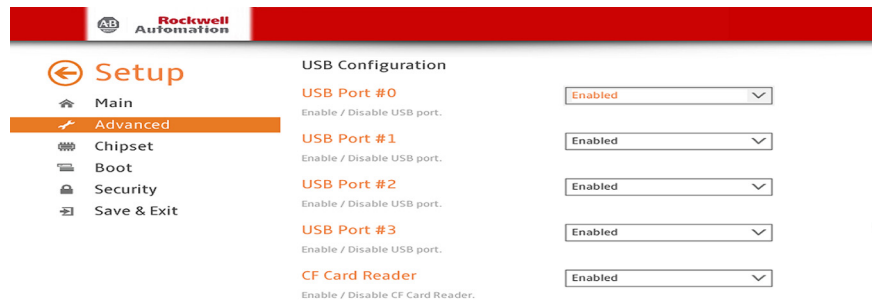 AB
Rockwell
Automation
Setup
Main
Advanced
Chipset
Boot
Security
Save & Exit
USB Configuration
USB Port #0
Enabled
Enable / Disable USB port.
USB Port #1
Enabled
Enable / Disable USB port.
USB Port #2
Enabled
Enable / Disable USB port.
USB Port #3
Enabled
Enable / Disable USB port.
CF Card Reader
Enabled
Enable / Disable CF Card Reader.